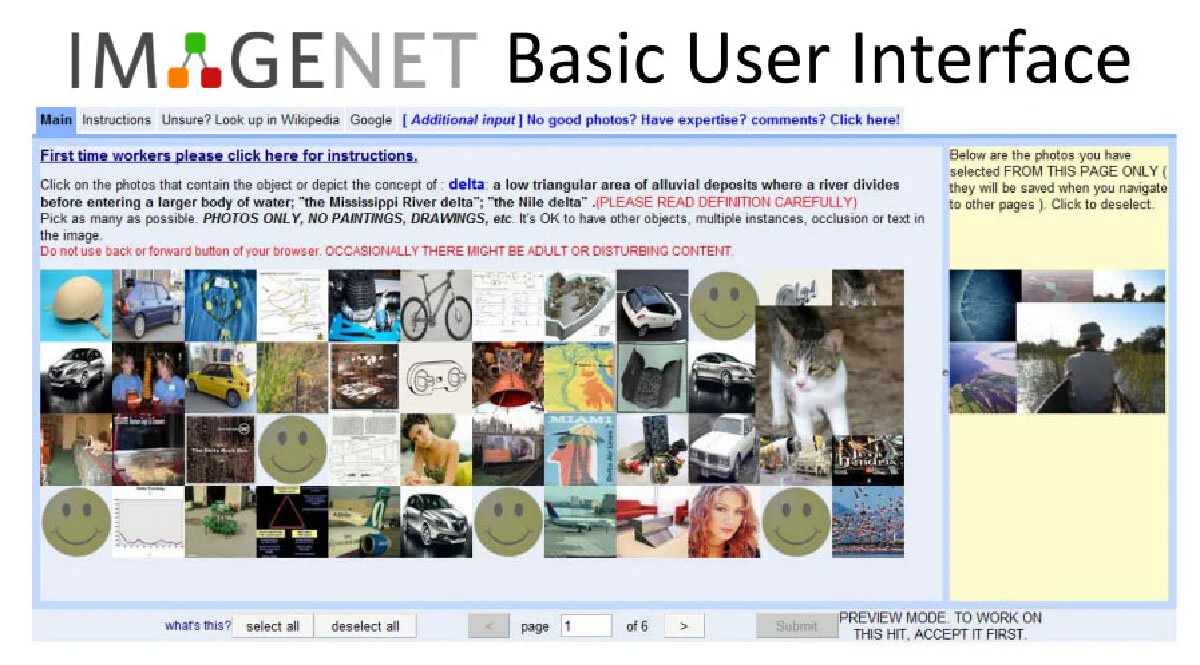 IMAGENET Basic User Interface
Main Instructions Unsure? Look up in Wikipedia Google [ Additional input ] No good photos? Have expertise? comments? Click here!
First time workers please click here for instructions.
Click on the photos that contain the object or depict the concept of : delta: a low triangular area of alluvial deposits where a river divides
before entering a larger body of water; "the Mississippi River delta"; "the Nile delta" .(PLEASE READ DEFINITION CAREFULLY)
Pick as many as possible. PHOTOS ONLY, NO PAINTINGS, DRAWINGS, etc. It's OK to have other objects, multiple instances, occlusion or text in
the image.
Do not use back or forward button of your browser. OCCASIONALLY THERE MIGHT BE ADULT OR DISTURBING CONTENT.
Below are the photos you have
selected FROM THIS PAGE ONLY (
they will be saved when you navigate
to other pages ). Click to deselect.
MIAMI
what's this? select all deselect all < page 1 of 6 > Submit
PREVIEW MODE. TO WORK ON
THIS HIT, ACCEPT IT FIRST.